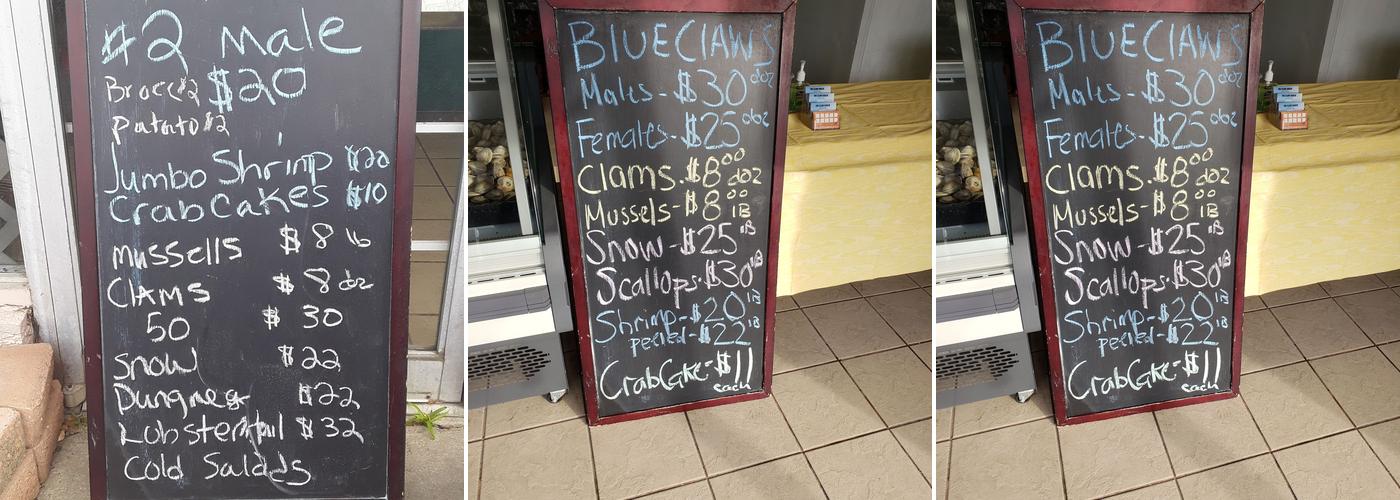 #2 Male
$20
Brocc $2
Potato $2
Jumbo Shrimp $20
Crab Cakes $10
Mussells $8 lb
Clams $8 doz
50 $30
Snow $22
Dungness $22
Lobstertail $32
Cold Salads
BLUECLAWS
Males - $30 doz
Females - $25 doz
Clams - $8.00 doz
Mussels - $8.00 lB
Snow - $25 lB
Scallops - $30 lB
Shrimp - $20 lB
peeled - $22 lB
CrabCake - $11
each
BLUECLAWS
Males - $30 doz
Females - $25 doz
Clams - $8.00 doz
Mussels - $8.00 lB
Snow - $25 lB
Scallops - $30 lB
Shrimp - $20 lB
peeled - $22 lB
CrabCake - $11
each